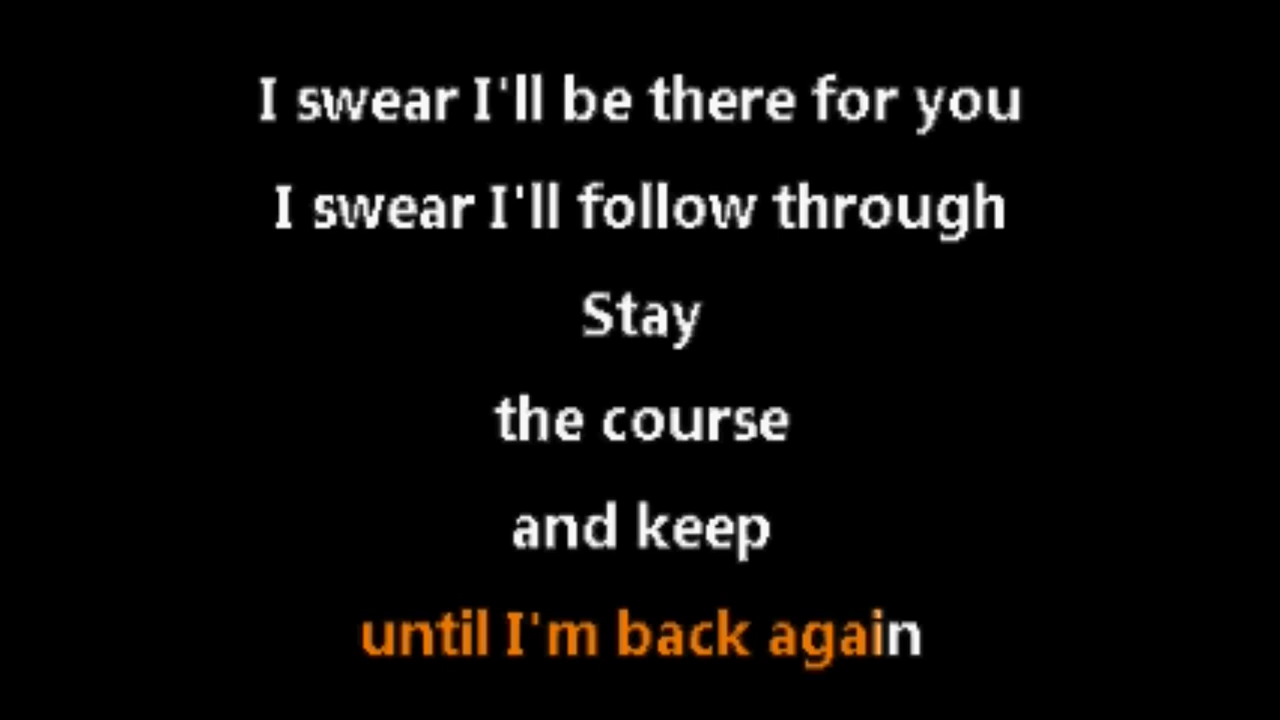 I swear I'll be there for you
I swear I'll follow through
Stay
the course
and keep
until I'm back again